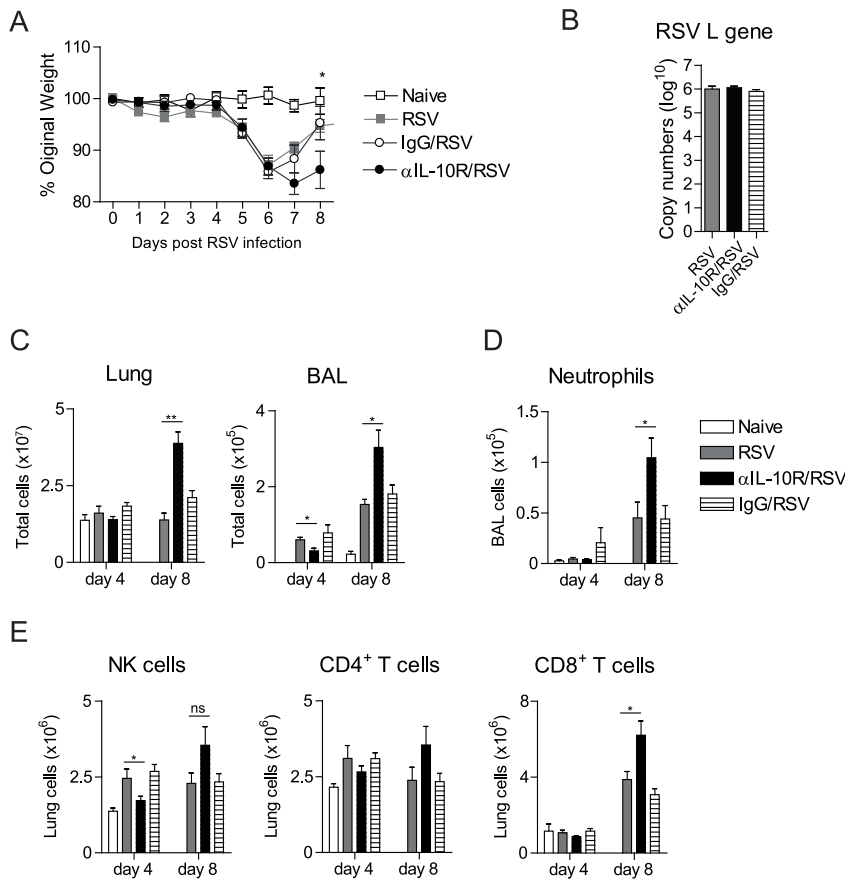 A
110
100
90
80
% Oiginal Weight
*
0 1 2 3 4 5 6 7 8
Days post RSV infection
Naive
RSV
IgG/RSV
αIL-10R/RSV
B
RSV L gene
7
6
5
4
3
2
1
0
Copy numbers (log10)
RSV
αIL-10R/RSV
IgG/RSV
C
Lung
5
2.5
0
Total cells (x10⁷)
**
day 4 day 8
BAL
4
2
0
Total cells (x10⁵)
* *
day 4 day 8
D
Neutrophils
1.5
1
0.5
0
BAL cells (x10⁵)
*
day 4 day 8
Naive
RSV
αIL-10R/RSV
IgG/RSV
E
NK cells
5
2.5
0
Lung cells (x10⁶)
* ns
day 4 day 8
CD4⁺ T cells
5
2.5
0
Lung cells (x10⁶)
day 4 day 8
CD8⁺ T cells
8
4
0
Lung cells (x10⁶)
*
day 4 day 8